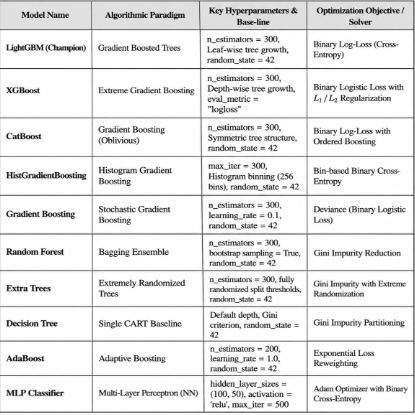 Model Name
Algorithmic Paradigm
Key Hyperparameters &
Base-line
Optimization Objective /
Solver
LightGBM (Champion)
Gradient Boosted Trees
n_estimators = 300,
Leaf-wise tree growth,
random_state = 42
Binary Log-Loss (Cross-
Entropy)
XGBoost
Extreme Gradient Boosting
n_estimators = 300,
Depth-wise tree growth,
eval_metric =
"logloss"
Binary Logistic Loss with
L₁ / L₂ Regularization
CatBoost
Gradient Boosting
(Oblivious)
n_estimators = 300,
Symmetric tree structure,
random_state = 42
Binary Log-Loss with
Ordered Boosting
HistGradientBoosting
Histogram Gradient
Boosting
max_iter = 300,
Histogram binning (256
bins), random_state = 42
Bin-based Binary Cross-
Entropy
Gradient Boosting
Stochastic Gradient
Boosting
n_estimators = 300,
learning_rate = 0.1,
random_state = 42
Deviance (Binary Logistic
Loss)
Random Forest
Bagging Ensemble
n_estimators = 300,
bootstrap sampling = True,
random_state = 42
Gini Impurity Reduction
Extra Trees
Extremely Randomized
Trees
n_estimators = 300, fully
randomized split thresholds,
random_state = 42
Gini Impurity with Extreme
Randomization
Decision Tree
Single CART Baseline
Default depth, Gini
criterion, random_state =
42
Gini Impurity Partitioning
AdaBoost
Adaptive Boosting
n_estimators = 200,
learning_rate = 1.0,
random_state = 42
Exponential Loss
Reweighting
MLP Classifier
Multi-Layer Perceptron (NN)
hidden_layer_sizes =
(100, 50), activation =
'relu', max_iter = 500
Adam Optimizer with Binary
Cross-Entropy